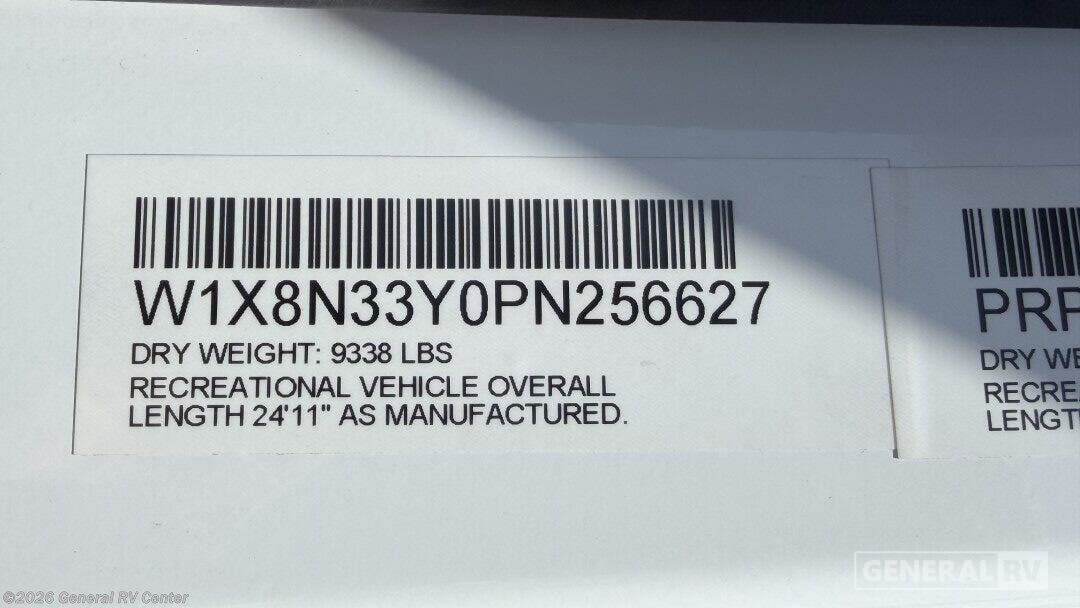 W1X8N33Y0PN256627
DRY WEIGHT: 9338 LBS
RECREATIONAL VEHICLE OVERALL
LENGTH 24'11" AS MANUFACTURED.
PRP
DRY WE
RECRE
LENGT
GENERAL RV
©2026 General RV Center